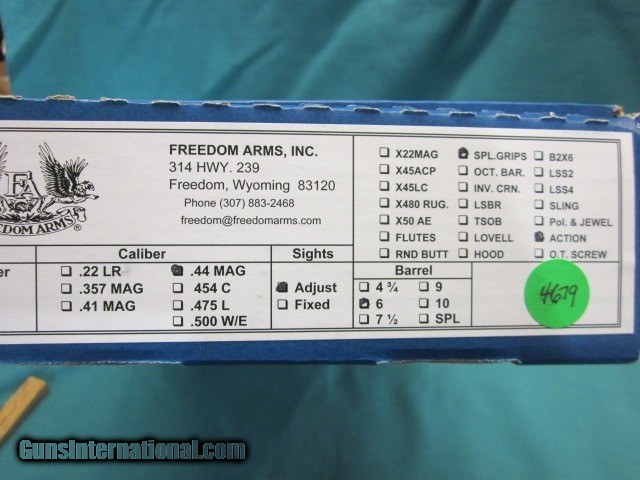 FREEDOM ARMS, INC.
314 HWY. 239
Freedom, Wyoming 83120
Phone (307) 883-2468
freedom@freedomarms.com
FA
EEDOM ARMS
®
X22MAG
X45ACP
X45LC
X480 RUG.
X50 AE
FLUTES
RND BUTT
SPL.GRIPS
OCT. BAR.
INV. CRN.
LSBR
TSOB
LOVELL
HOOD
B2X6
LSS2
LSS4
SLING
Pol. & JEWEL
ACTION
O.T. SCREW
er
Caliber
.22 LR
.357 MAG
.41 MAG
.44 MAG
454 C
.475 L
.500 W/E
Sights
Adjust
Fixed
Barrel
4 ¾
6
7 ½
9
10
SPL
4679
GunsInternational.com